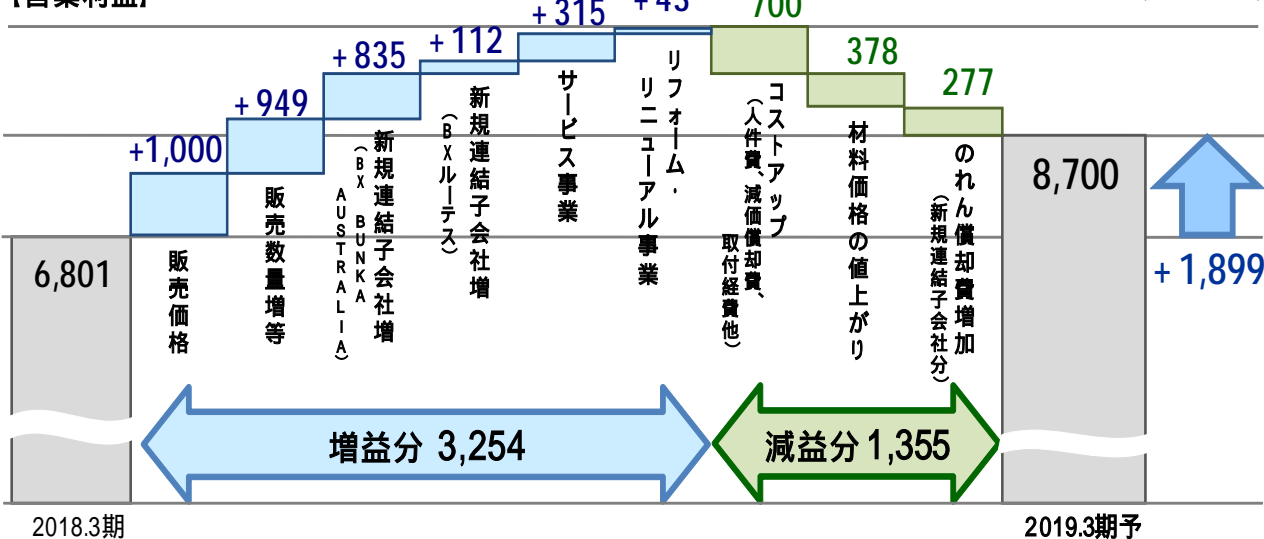 【営業利益】
+1,000
+949
+835
+112
+315
+43
700
378
277
6,801
販売価格
販売数量増等
新規連結子会社増
(BX BUNKA
AUSTRALIA)
新規連結子会社増
(BXルーテス)
サービス事業
リフォーム・
リニューアル事業
コストアップ
(人件費、減価償却費、
取付経費他)
材料価格の値上がり
のれん償却費増加
(新規連結子会社分)
8,700
+1,899
増益分 3,254
減益分 1,355
2018.3期
2019.3期予